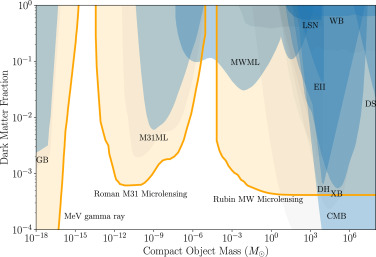 10^0
10^-1
10^-2
10^-3
10^-4
Dark Matter Fraction
LSN
WB
MWML
EII
DS
M31ML
GB
Roman M31 Microlensing
Rubin MW Microlensing
DH
XB
MeV gamma ray
CMB
10^-18
10^-15
10^-12
10^-9
10^-6
10^-3
10^0
10^3
10^6
Compact Object Mass (M_⊙)